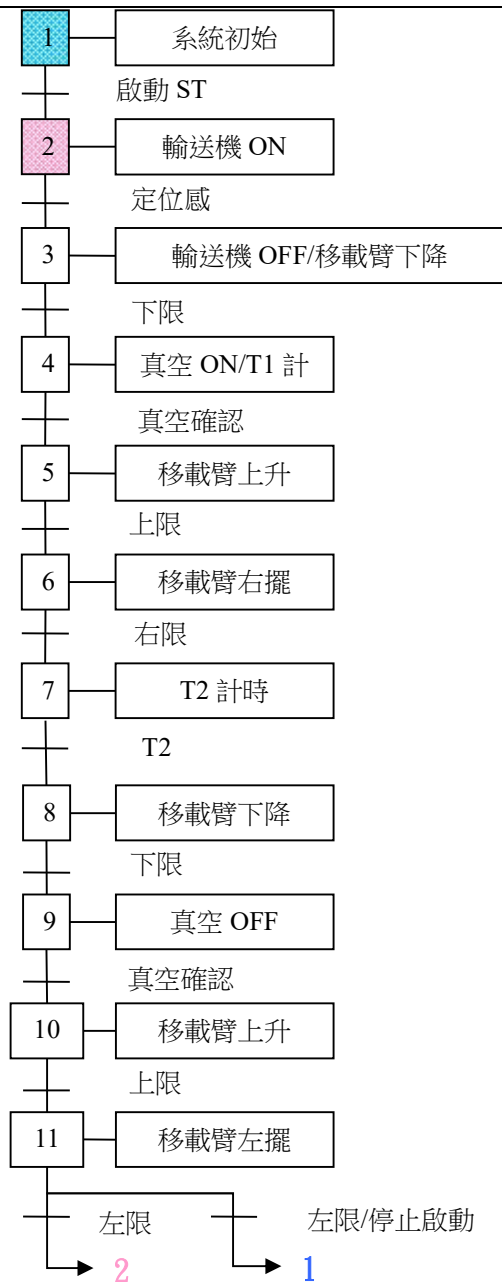 1 系統初始
啟動 ST
2 輸送機 ON
定位感
3 輸送機 OFF/移載臂下降
下限
4 真空 ON/T1 計
真空確認
5 移載臂上升
上限
6 移載臂右擺
右限
7 T2 計時
T2
8 移載臂下降
下限
9 真空 OFF
真空確認
10 移載臂上升
上限
11 移載臂左擺
左限 左限/停止啟動
2 1